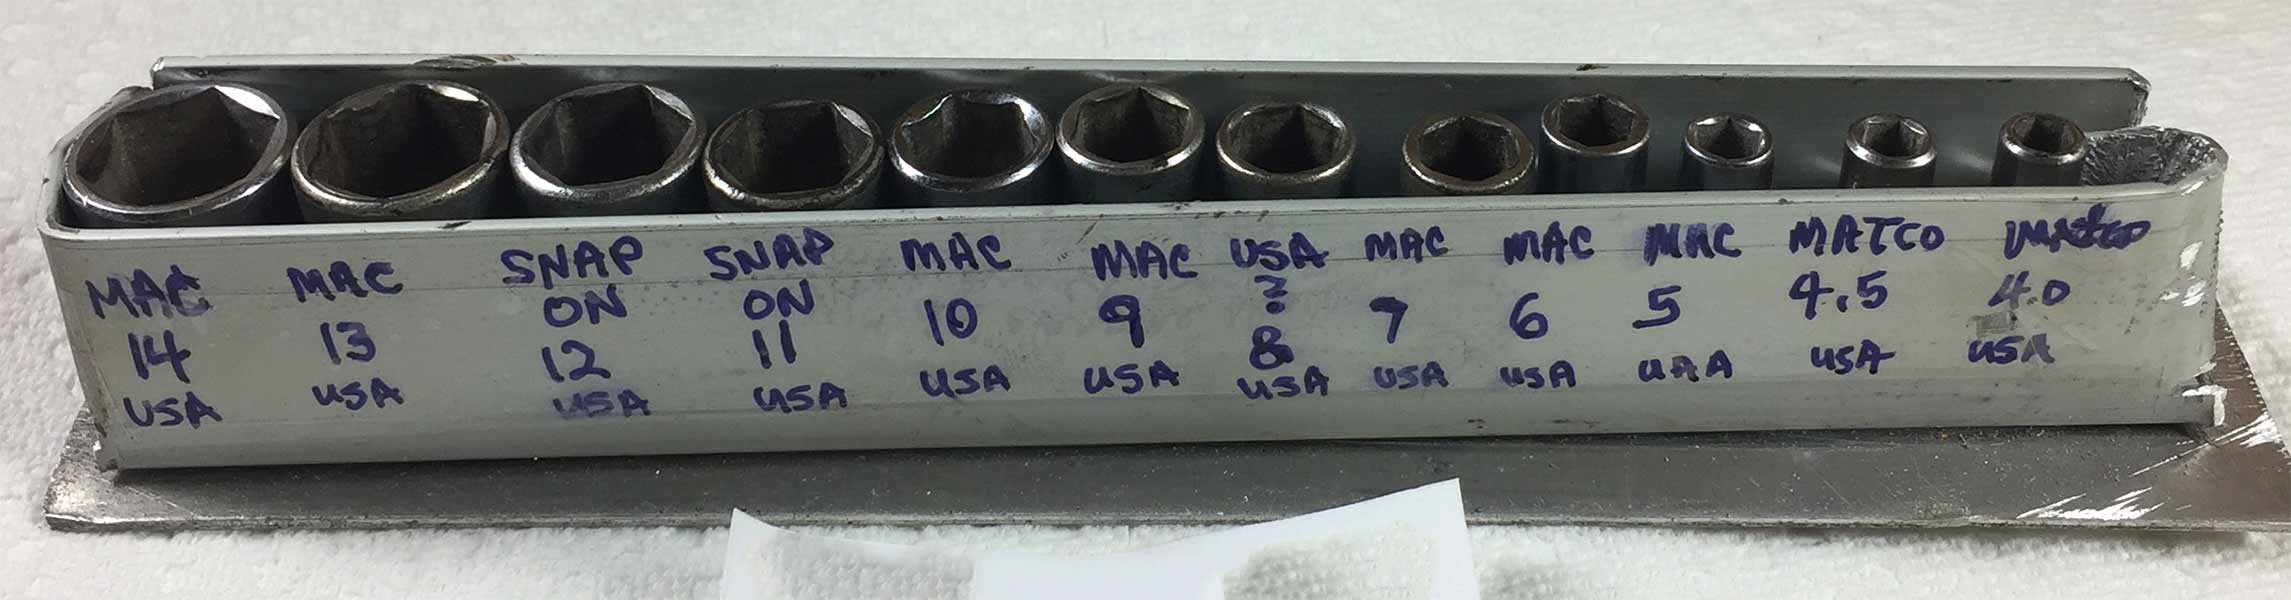 MAC MAC SNAP SNAP MAC MAC USA MAC MAC MAC MATCO MATCO
14 13 ON ON 10 9 ? 7 6 5 4.5 4.0
USA USA 12 11 USA USA 8 USA USA UAA USA USA
USA USA USA